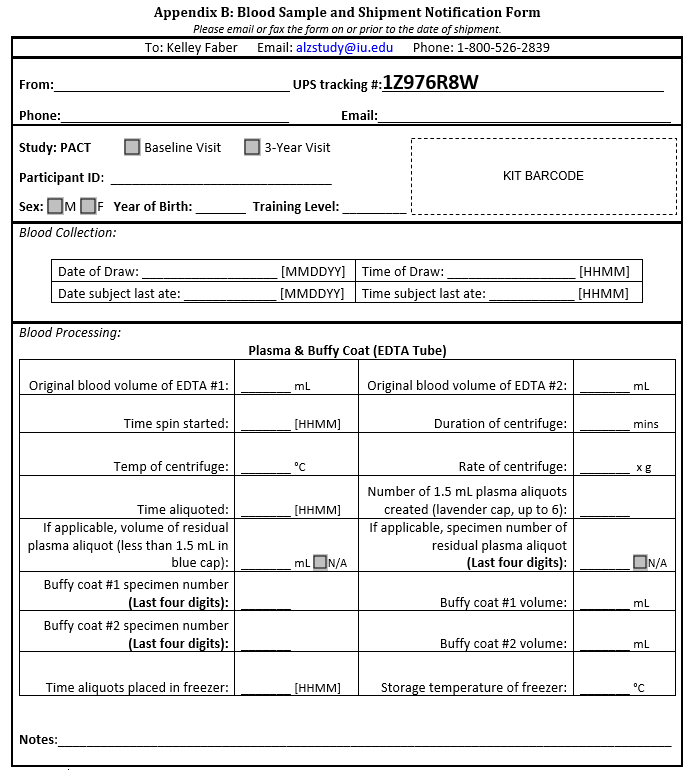 Appendix B: Blood Sample and Shipment Notification Form
Please email or fax the form on or prior to the date of shipment.
To: Kelley Faber Email: alzstudy@iu.edu Phone: 1-800-526-2839
From:____________ UPS tracking #:1Z976R8W
Phone:____________ Email:____________
Study: PACT Baseline Visit 3-Year Visit
KIT BARCODE
Participant ID: ____________
Sex: M F Year of Birth: _______ Training Level: _________
Blood Collection:
Date of Draw: ____________ [MMDDYY] Time of Draw: ____________ [HHMM]
Date subject last ate: ____________ [MMDDYY] Time subject last ate: ____________ [HHMM]
Blood Processing:
Plasma & Buffy Coat (EDTA Tube)
Original blood volume of EDTA #1: _______ mL Original blood volume of EDTA #2: _______ mL
Time spin started: _______ [HHMM] Duration of centrifuge: _______ mins
Temp of centrifuge: _______ °C Rate of centrifuge: _______ x g
Time aliquoted: _______ [HHMM]
Number of 1.5 mL plasma aliquots
created (lavender cap, up to 6): _______
If applicable, volume of residual
plasma aliquot (less than 1.5 mL in
blue cap): _______ mL N/A
If applicable, specimen number of
residual plasma aliquot
(Last four digits): _______ N/A
Buffy coat #1 specimen number
(Last four digits): _______
Buffy coat #1 volume: _______ mL
Buffy coat #2 specimen number
(Last four digits): _______
Buffy coat #2 volume: _______ mL
Time aliquots placed in freezer: _______ [HHMM] Storage temperature of freezer: _______ °C
Notes:____________